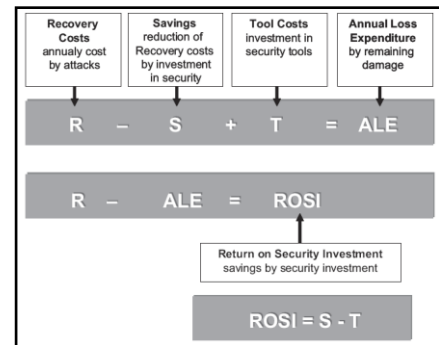 Recovery
Costs
annualy cost
by attacks
Savings
reduction of
Recovery costs
by investment
in security
Tool Costs
investment in
security tools
Annual Loss
Expenditure
by remaining
damage
R – S + T = ALE
R – ALE = ROSI
Return on Security Investment
savings by security investment
ROSI = S - T